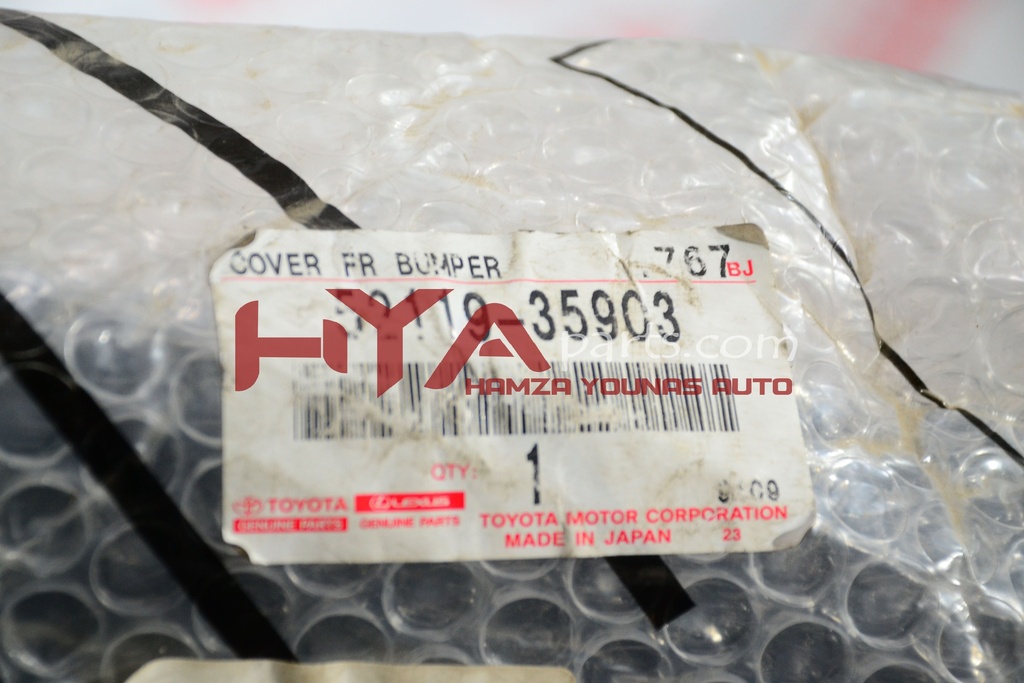 COVER FR BUMPER .767 BJ
52119-35903
HYA parts.com
HAMZA YOUNAS AUTO
QTY: 1
TOYOTA LEXUS
GENUINE PARTS GENUINE PARTS
TOYOTA MOTOR CORPORATION
MADE IN JAPAN 23